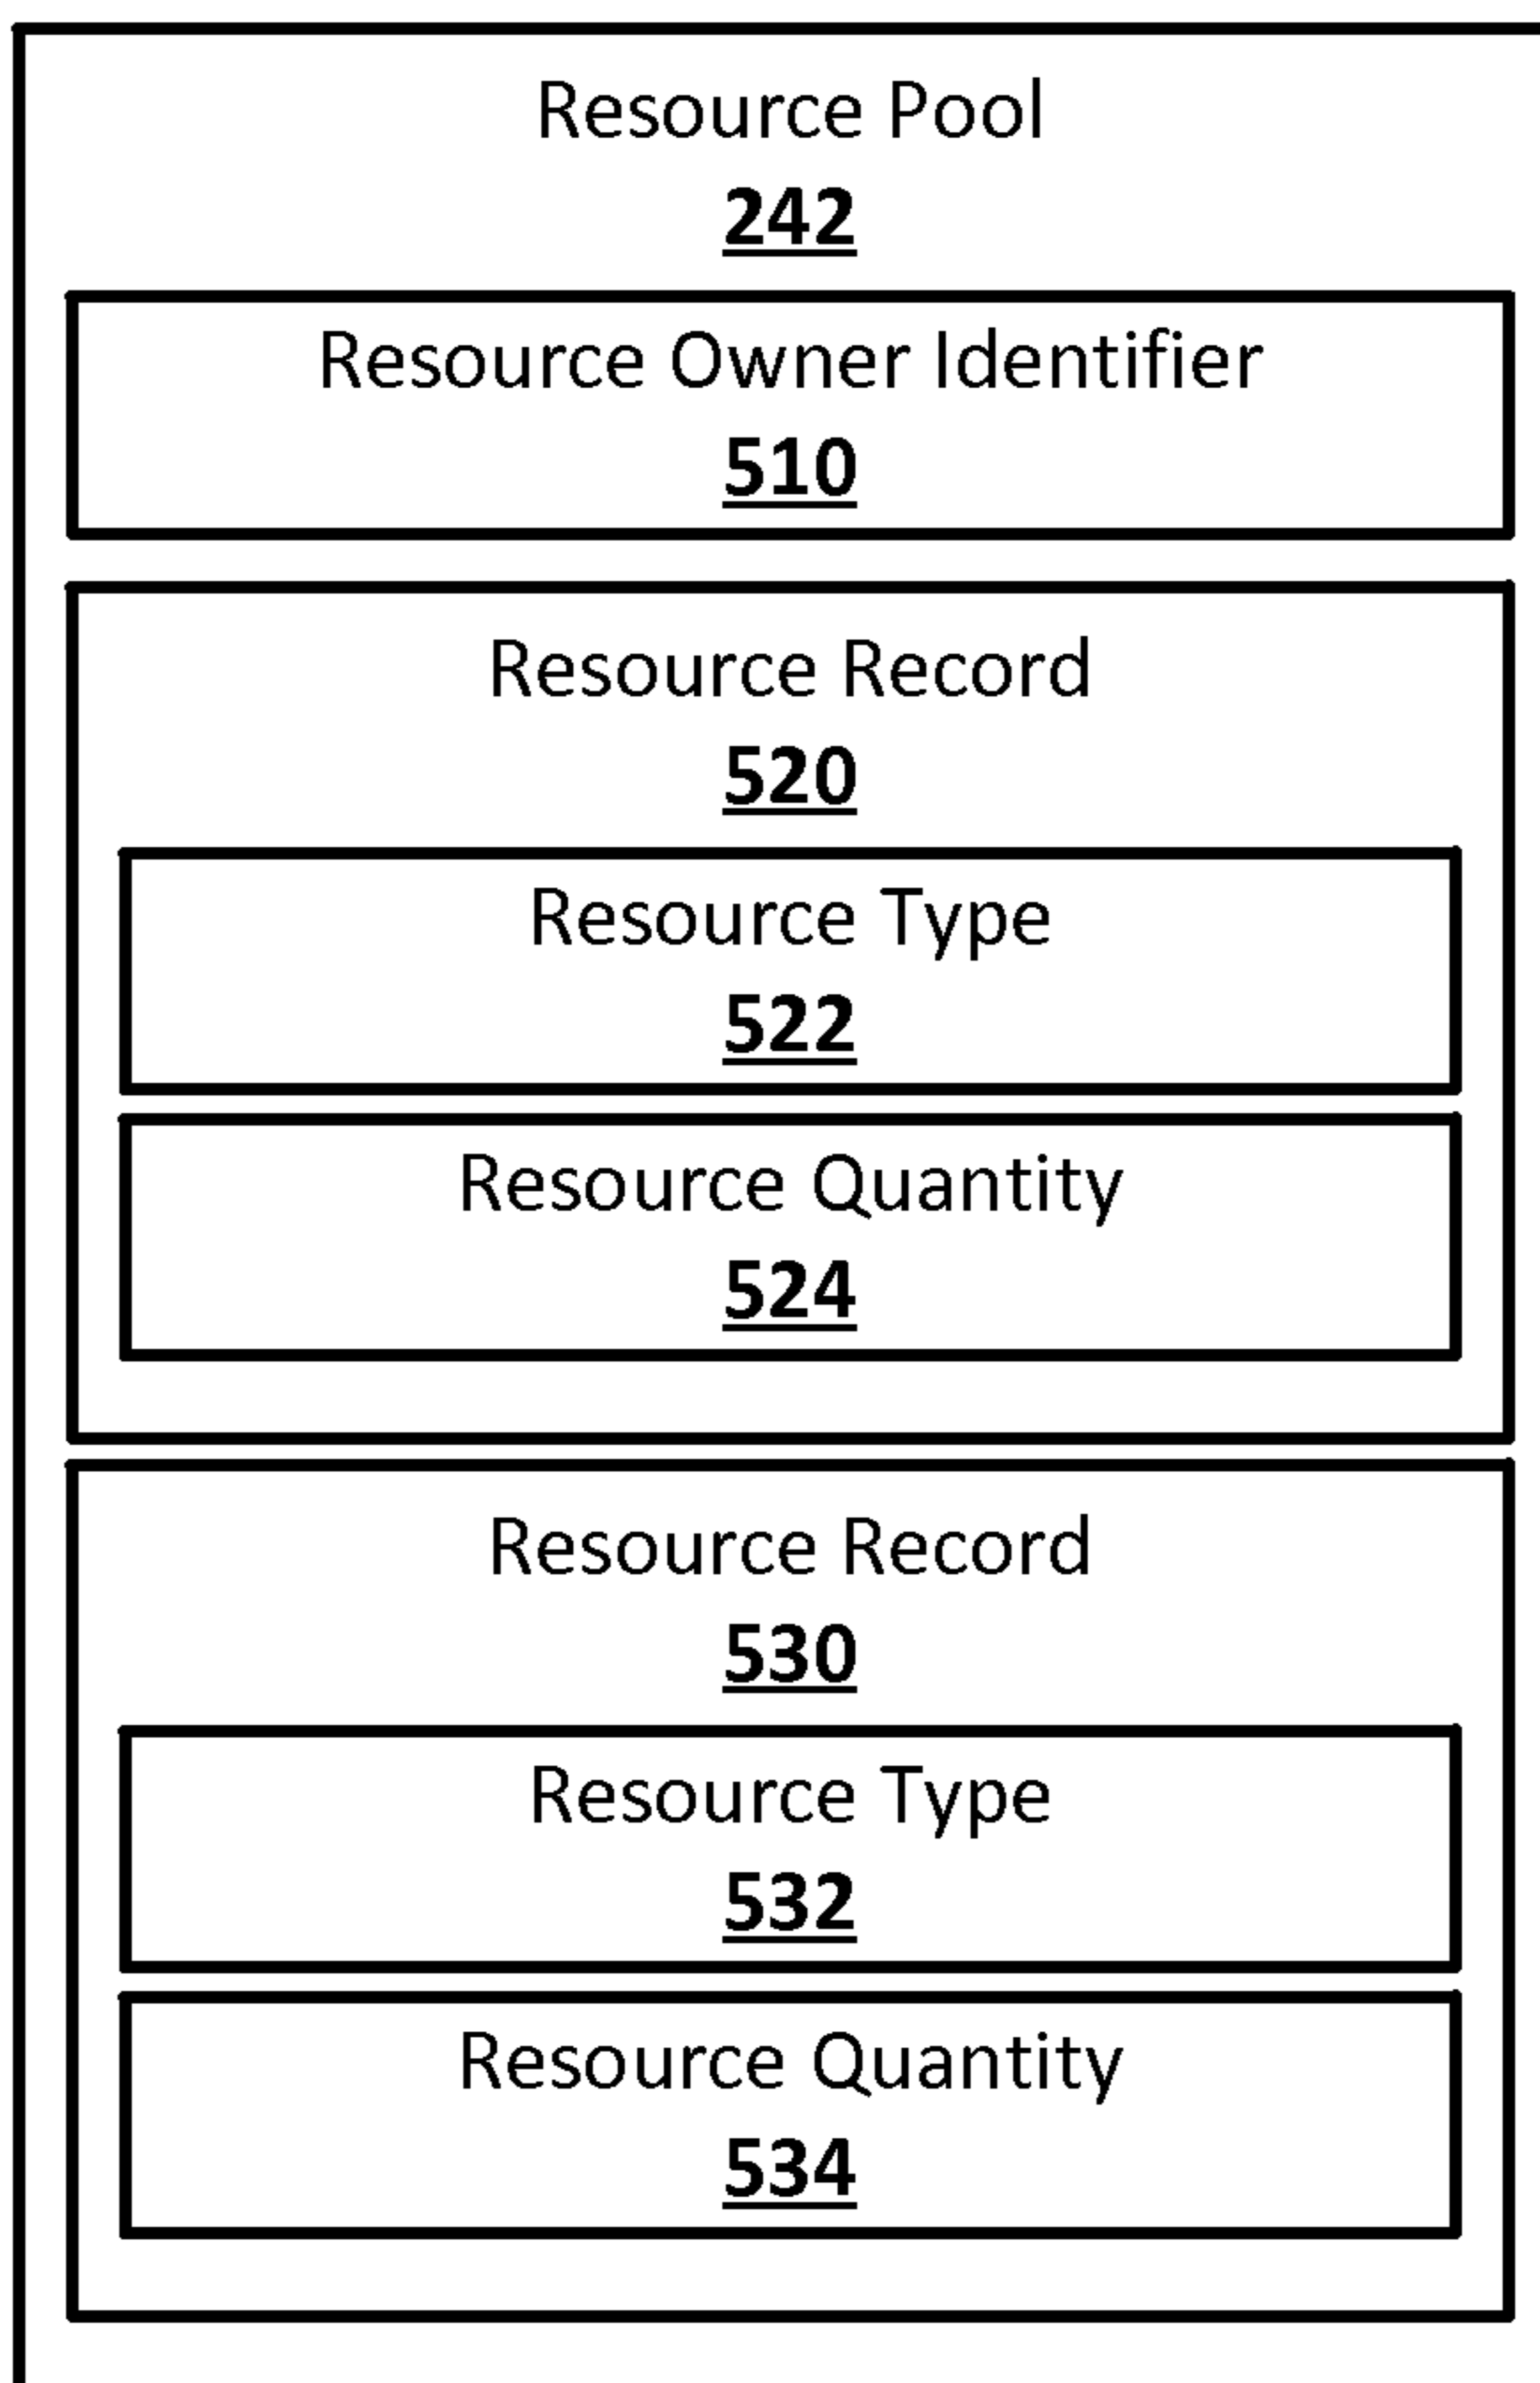 Resource Pool
242
Resource Owner Identifier
510
Resource Record
520
Resource Type
522
Resource Quantity
524
Resource Record
530
Resource Type
532
Resource Quantity
534